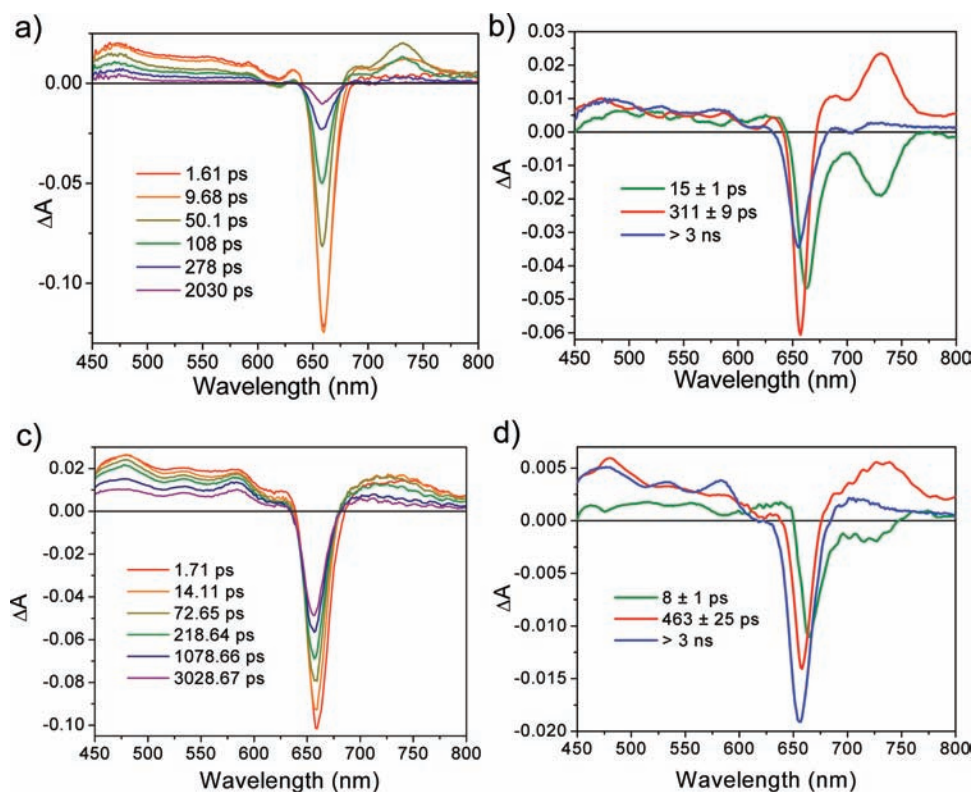 a)
0.00
-0.05
-0.10
ΔA
1.61 ps
9.68 ps
50.1 ps
108 ps
278 ps
2030 ps
450 500 550 600 650 700 750 800
Wavelength (nm)
b)
0.03
0.02
0.01
0.00
-0.01
-0.02
-0.03
-0.04
-0.05
-0.06
ΔA
15 ± 1 ps
311 ± 9 ps
> 3 ns
450 500 550 600 650 700 750 800
Wavelength (nm)
c)
0.02
0.00
-0.02
-0.04
-0.06
-0.08
-0.10
ΔA
1.71 ps
14.11 ps
72.65 ps
218.64 ps
1078.66 ps
3028.67 ps
450 500 550 600 650 700 750 800
Wavelength (nm)
d)
0.005
0.000
-0.005
-0.010
-0.015
-0.020
ΔA
8 ± 1 ps
463 ± 25 ps
> 3 ns
450 500 550 600 650 700 750 800
Wavelength (nm)